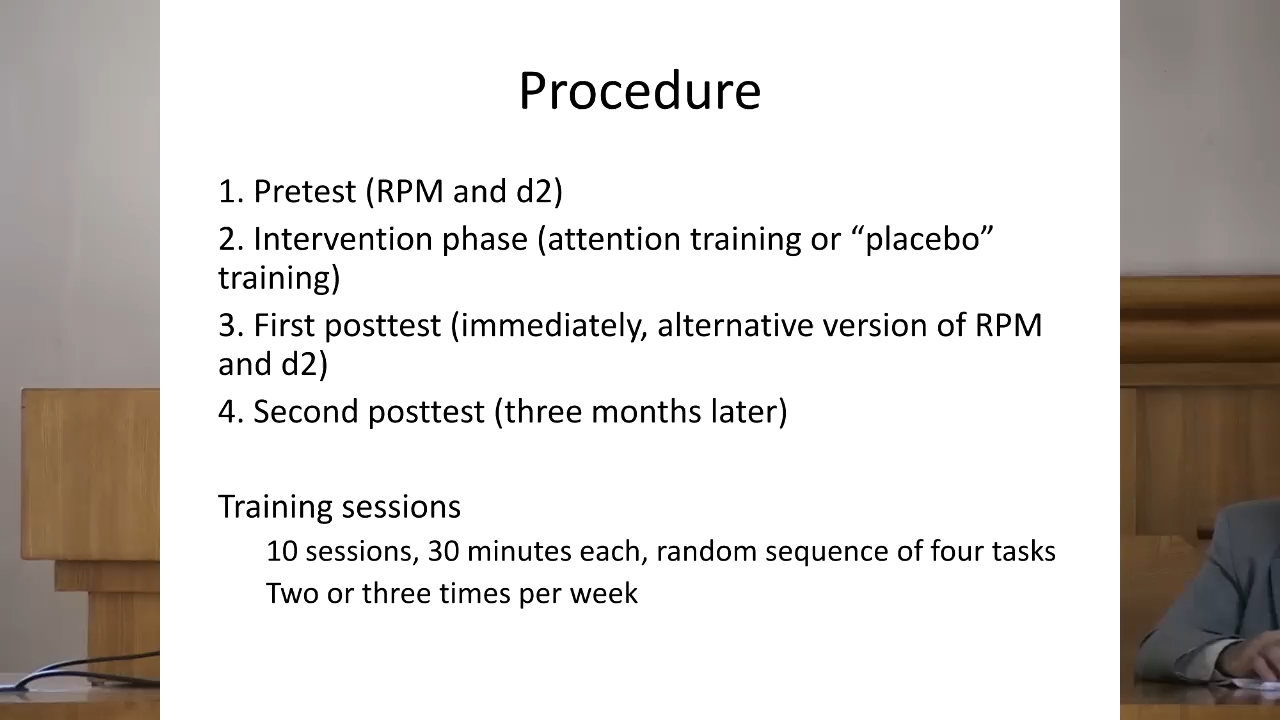 Procedure
1. Pretest (RPM and d2)
2. Intervention phase (attention training or “placebo”
training)
3. First posttest (immediately, alternative version of RPM
and d2)
4. Second posttest (three months later)
Training sessions
10 sessions, 30 minutes each, random sequence of four tasks
Two or three times per week